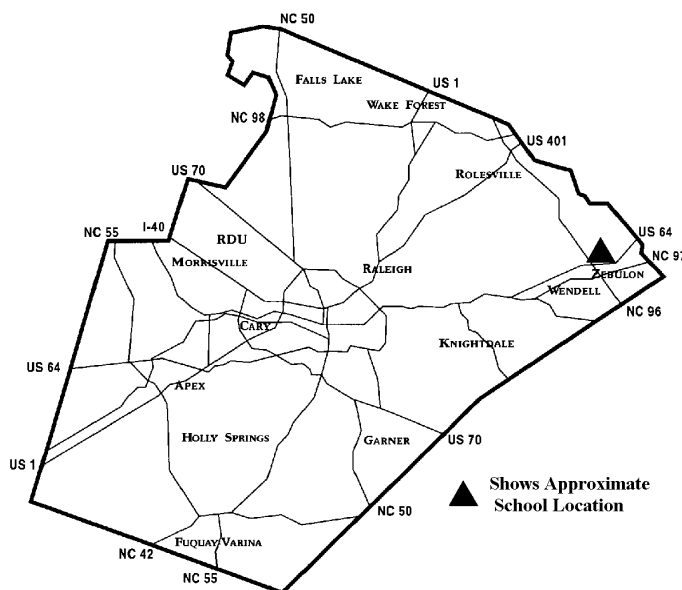 NC 50
FALLS LAKE
US 1
WAKE FOREST
NC 98
US 401
ROLESVILLE
US 70
I-40
NC 55
RDU
MORRISVILLE
RALEIGH
US 64
NC 97
ZEBULON
WENDELL
NC 96
CARY
KNIGHTDALE
US 64
APEX
HOLLY SPRINGS
GARNER
US 70
US 1
Shows Approximate
School Location
NC 50
FUQUAY-VARINA
NC 42
NC 55